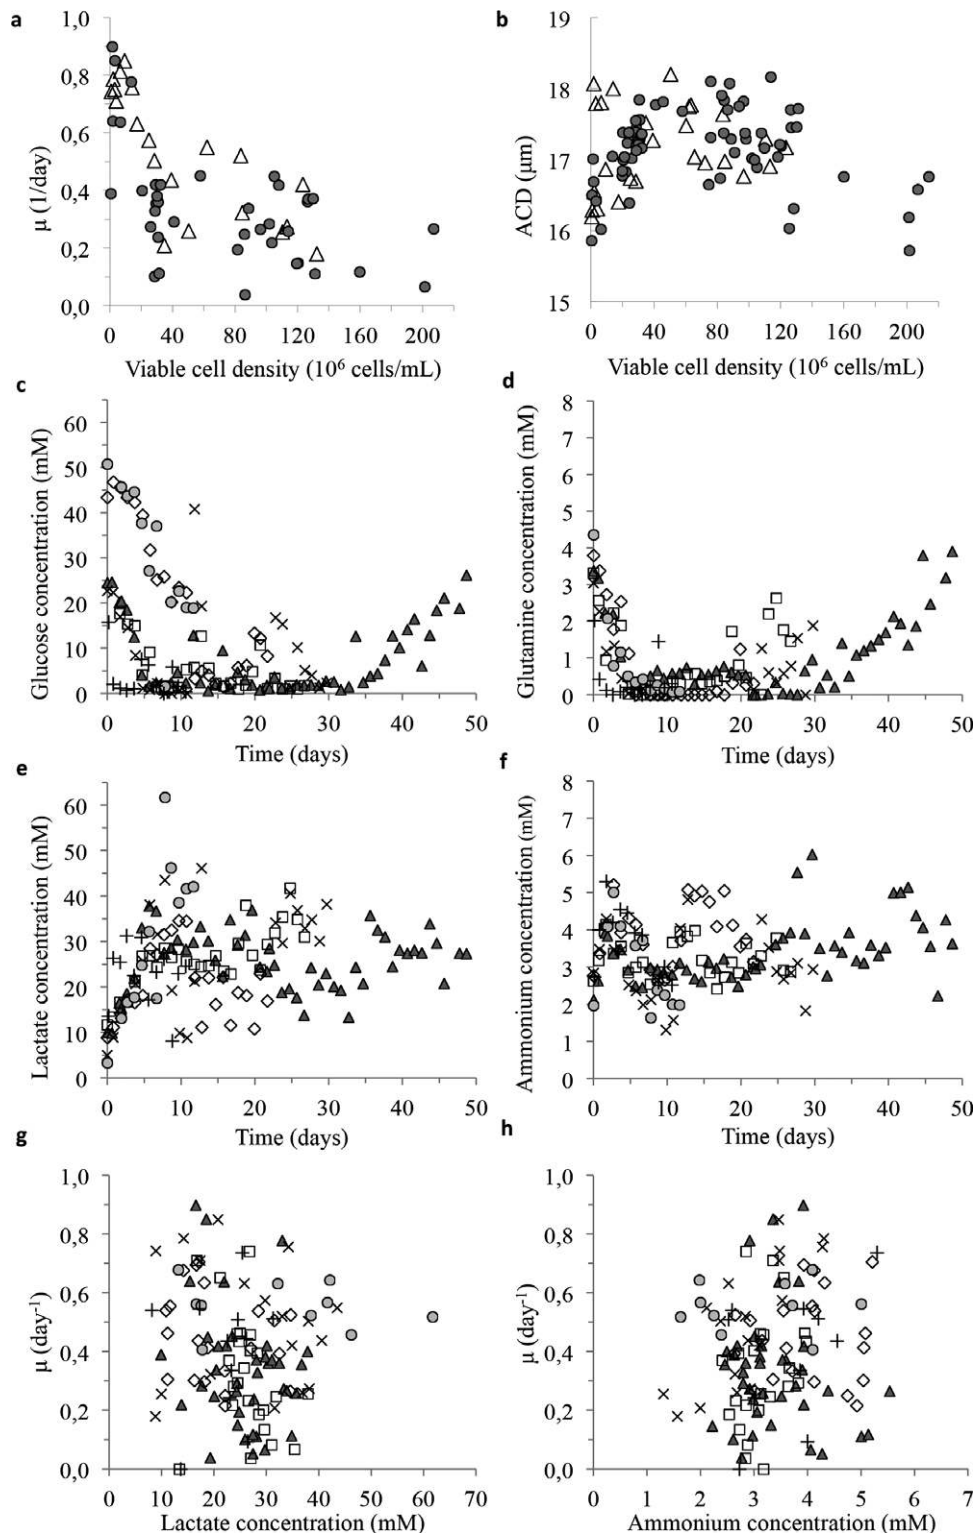 a
1,0
0,8
0,6
0,4
0,2
0,0
μ (1/day)
0 40 80 120 160 200
Viable cell density (10⁶ cells/mL)
b
19
18
17
16
15
ACD (μm)
0 40 80 120 160 200
Viable cell density (10⁶ cells/mL)
c
60
50
40
30
20
10
0
Glucose concentration (mM)
0 10 20 30 40 50
Time (days)
d
8
7
6
5
4
3
2
1
0
Glutamine concentration (mM)
0 10 20 30 40 50
Time (days)
e
60
50
40
30
20
10
0
Lactate concentration (mM)
0 10 20 30 40 50
Time (days)
f
8
7
6
5
4
3
2
1
0
Ammonium concentration (mM)
0 10 20 30 40 50
Time (days)
g
1,0
0,8
0,6
0,4
0,2
0,0
μ (day⁻¹)
0 10 20 30 40 50 60 70
Lactate concentration (mM)
h
1,0
0,8
0,6
0,4
0,2
0,0
μ (day⁻¹)
0 1 2 3 4 5 6 7
Ammonium concentration (mM)